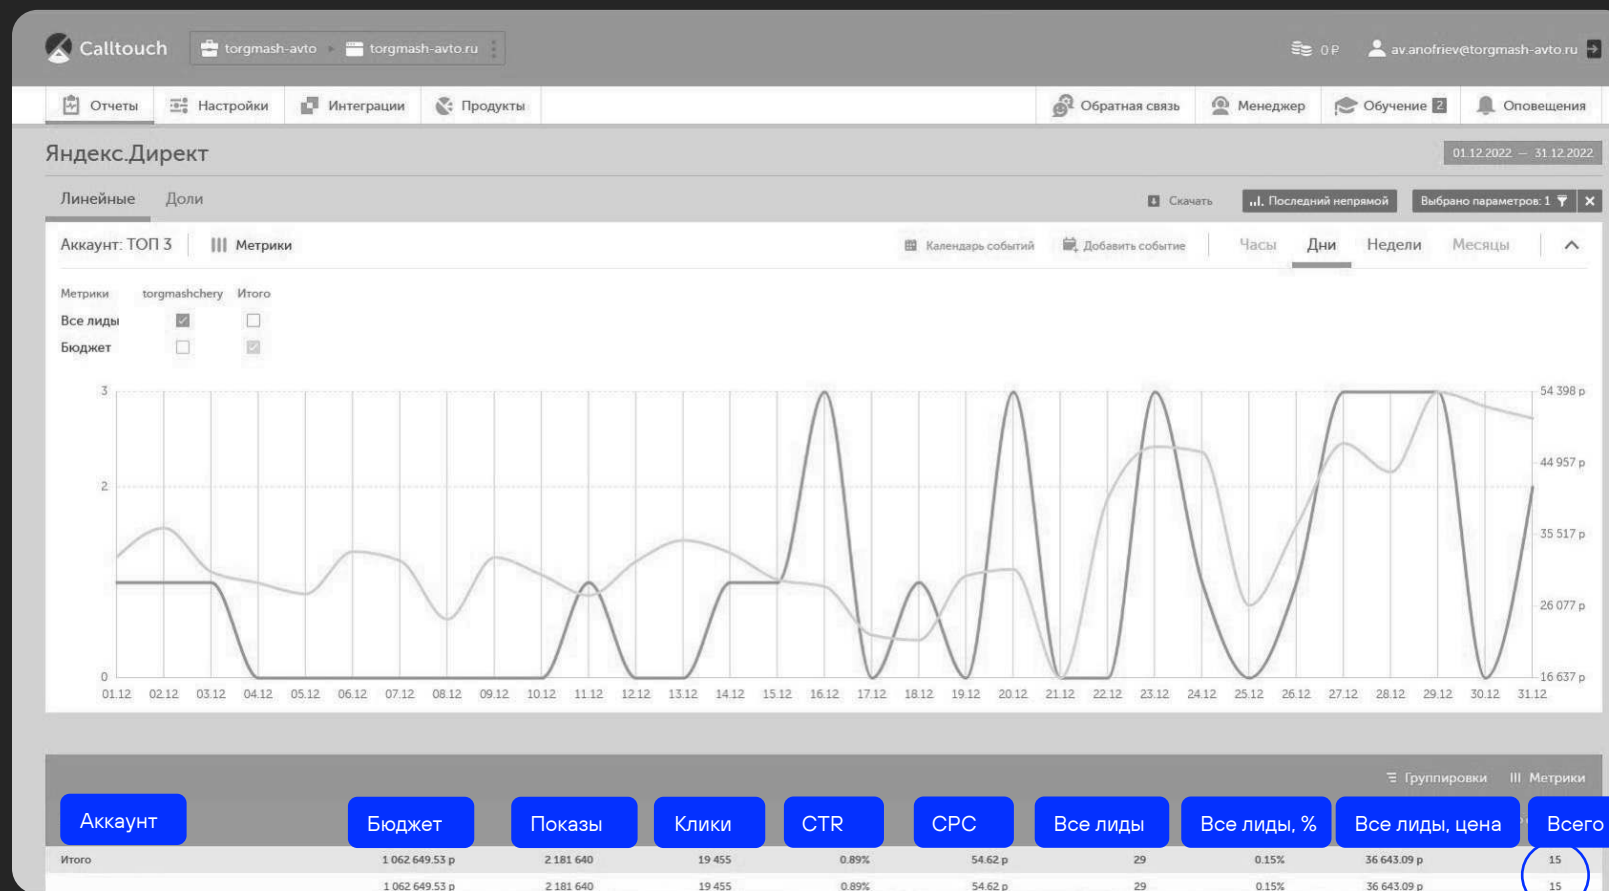 Calltouch torgmash-avto torgmash-avto.ru 0 ₽ av.anofriev@torgmash-avto.ru
Отчеты Настройки Интеграции Продукты Обратная связь Менеджер Обучение 2 Оповещения
Яндекс.Директ 01.12.2022 — 31.12.2022
Линейные Доли Скачать Последний непрямой Выбрано параметров: 1
Аккаунт: ТОП 3 Метрики Календарь событий Добавить событие Часы Дни Недели Месяцы
Метрики torgmashchery Итого
Все лиды
Бюджет
3 54 398 р
44 957 р
2
35 517 р
26 077 р
0 16 637 р
01.12 02.12 03.12 04.12 05.12 06.12 07.12 08.12 09.12 10.12 11.12 12.12 13.12 14.12 15.12 16.12 17.12 18.12 19.12 20.12 21.12 22.12 23.12 24.12 25.12 26.12 27.12 28.12 29.12 30.12 31.12
Группировки Метрики
Аккаунт Бюджет Показы Клики CTR CPC Все лиды Все лиды, % Все лиды, цена Всего
Итого 1 062 649.53 р 2 181 640 19 455 0.89% 54.62 р 29 0.15% 36 643.09 р 15
1 062 649.53 р 2 181 640 19 455 0.89% 54.62 р 29 0.15% 36 643.09 р 15